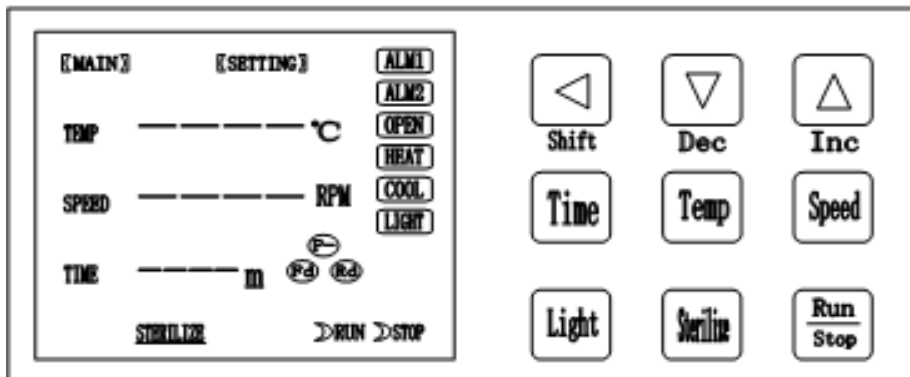 〖MAIN〗 〖SETTING〗
ALM1
ALM2
TEMP ---- ℃
OPEN
HEAT
SPEED ---- RPM
COOL
LIGHT
P-
TIME ---- m
Fd Rd
STERILIZE RUN STOP
Shift Dec Inc
Time Temp Speed
Light Sterilize Run
Stop